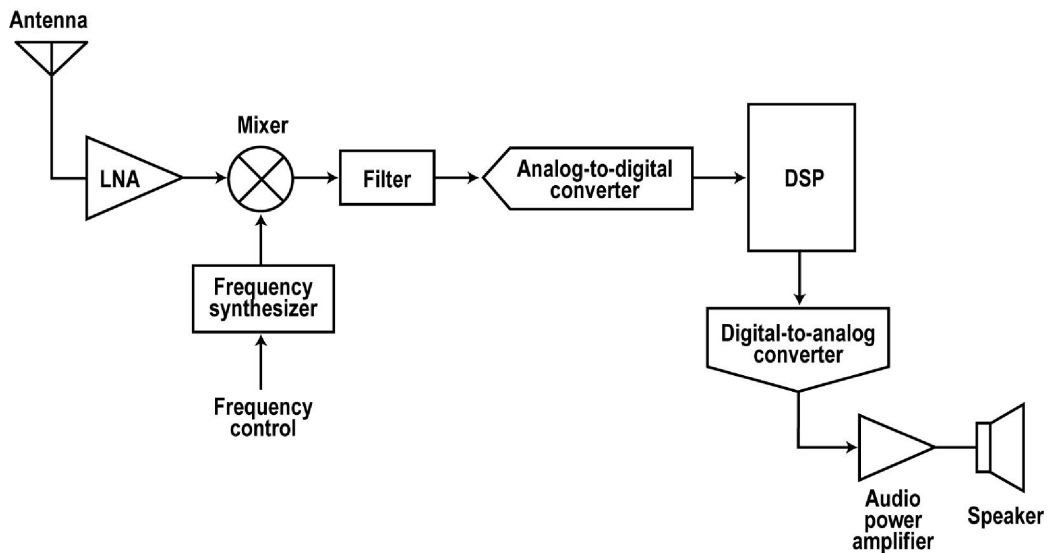 Antenna
LNA
Mixer
Filter
Analog-to-digital
converter
DSP
Frequency
synthesizer
Frequency
control
Digital-to-analog
converter
Audio
power
amplifier
Speaker